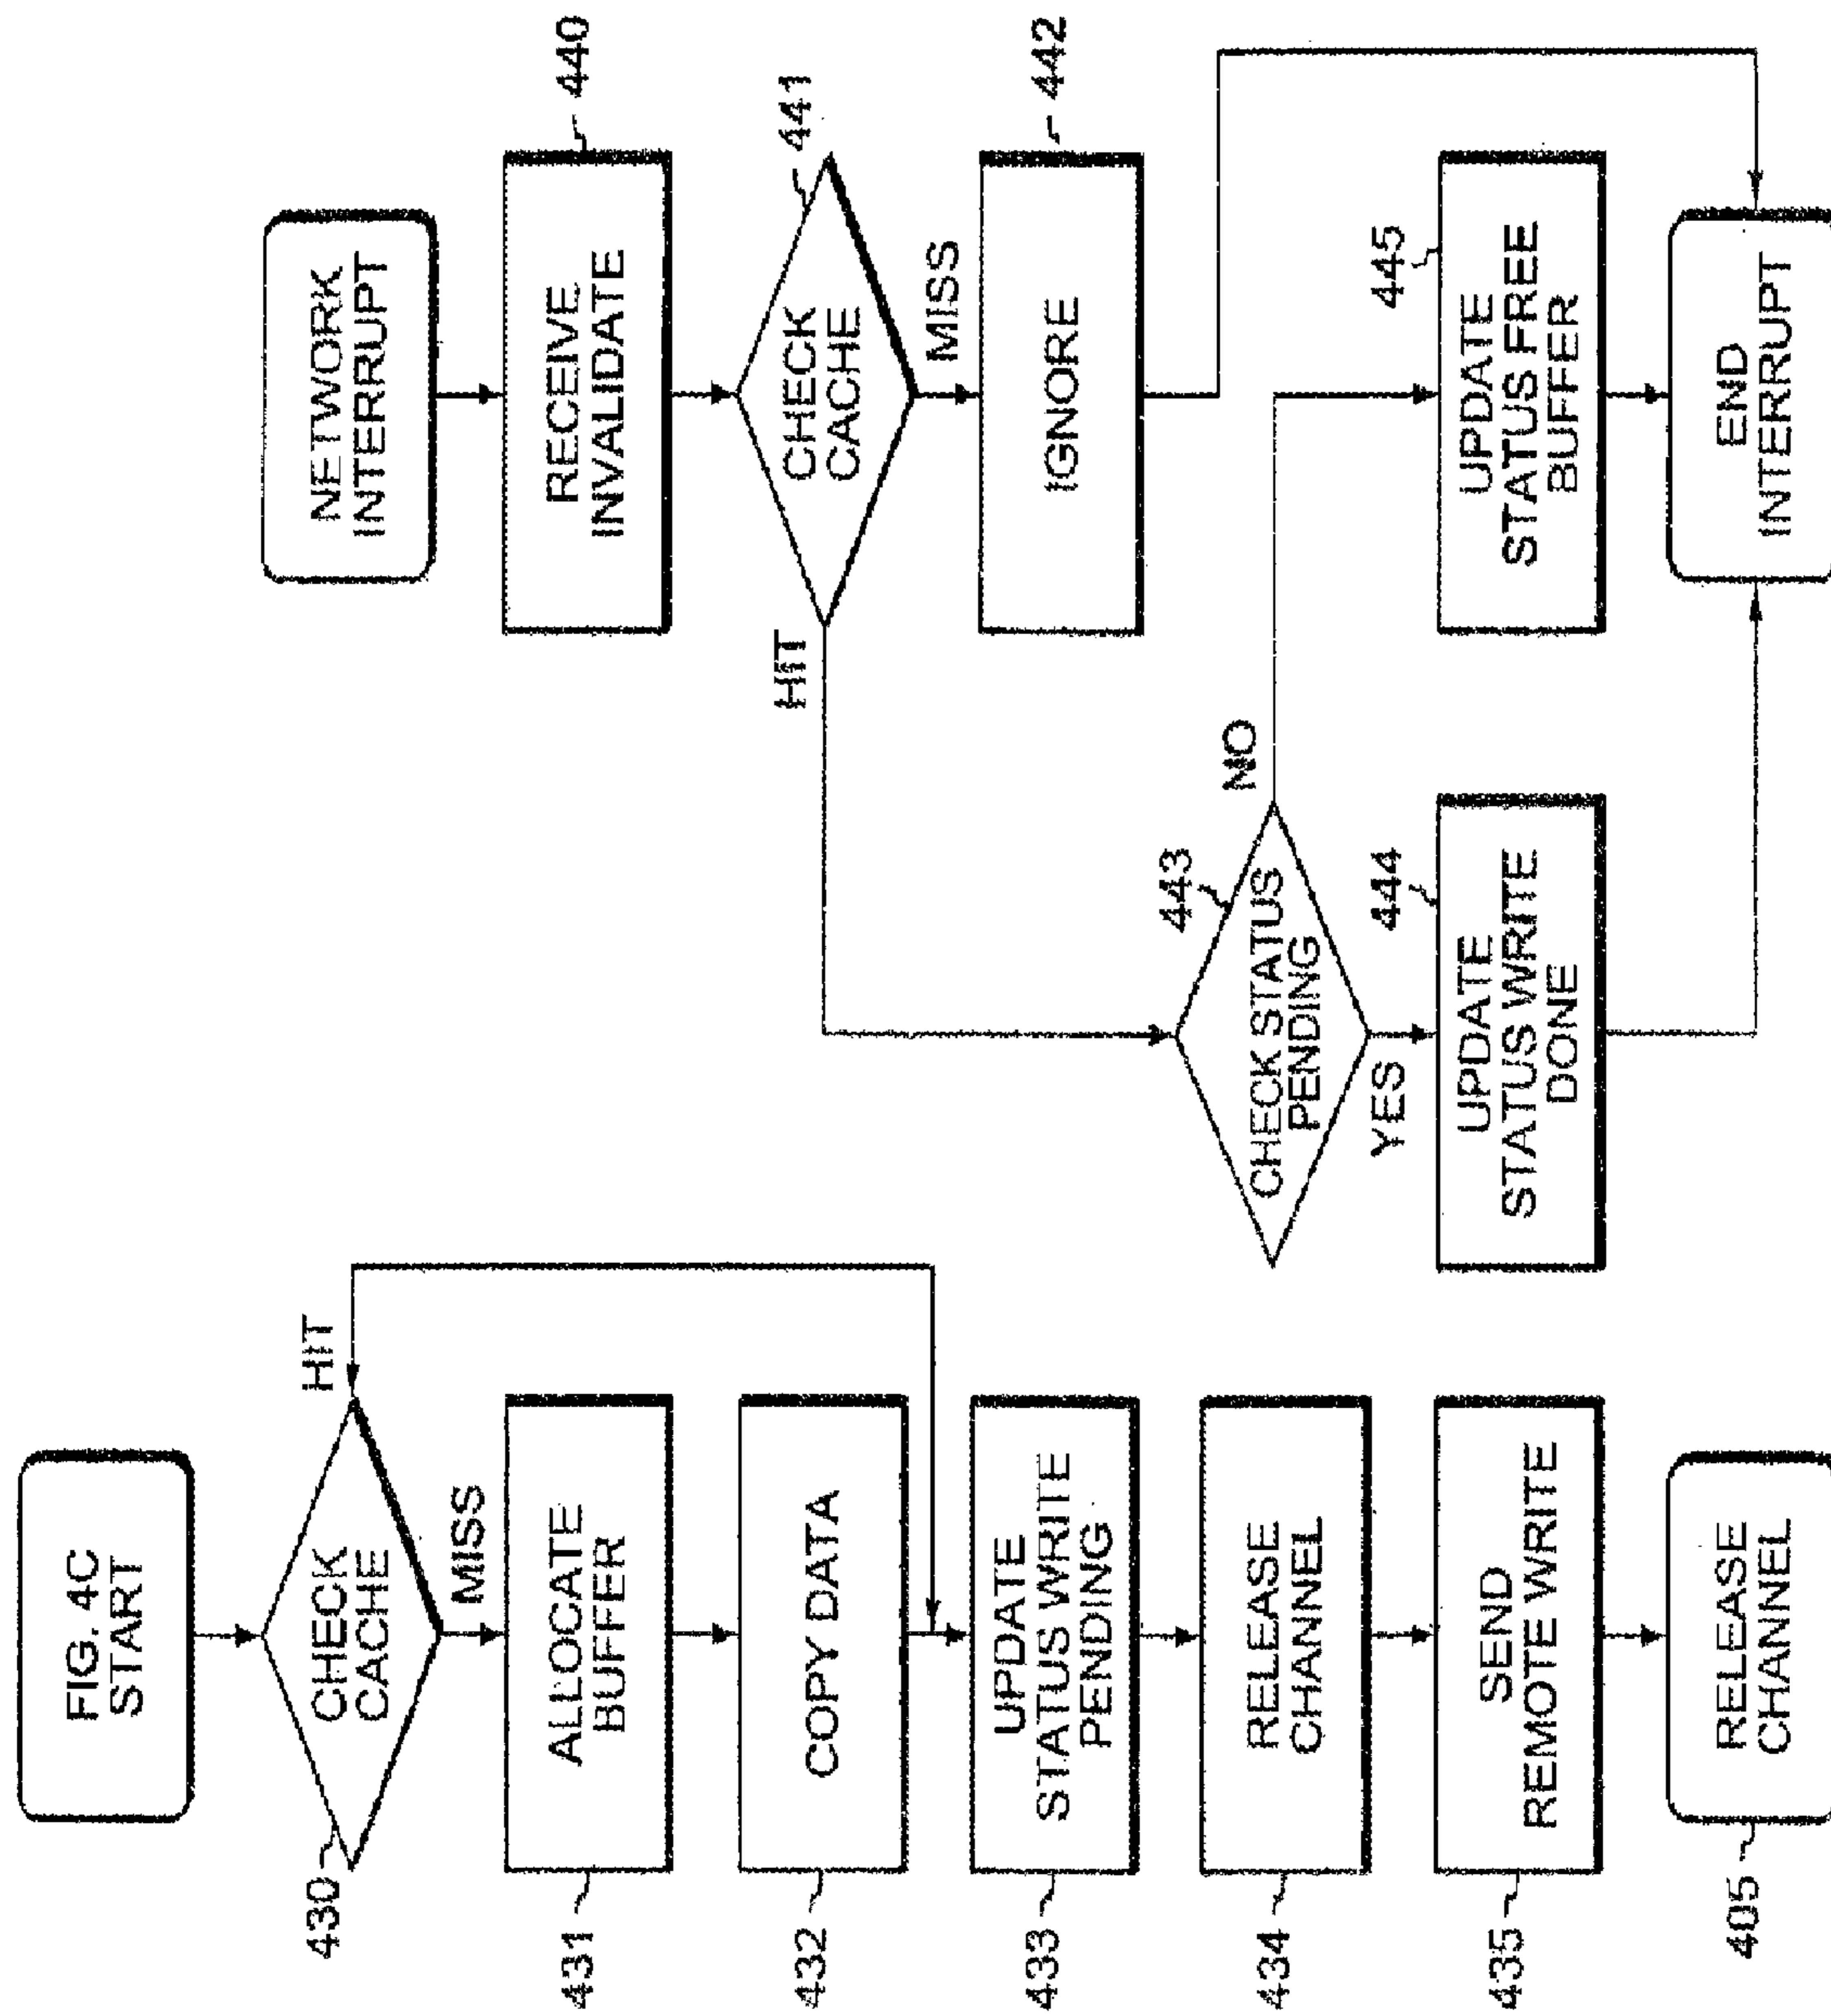 FIG. 4C
START
430
CHECK
CACHE
HIT
MISS
431
ALLOCATE
BUFFER
432
COPY DATA
433
UPDATE
STATUS WRITE
PENDING
434
RELEASE
CHANNEL
435
SEND
REMOTE WRITE
405
RELEASE
CHANNEL
NETWORK
INTERRUPT
440
RECEIVE
INVALIDATE
441
CHECK
CACHE
HIT
MISS
442
IGNORE
443
CHECK STATUS
PENDING
NO
YES
444
UPDATE
STATUS WRITE
DONE
445
UPDATE
STATUS FREE
BUFFER
END
INTERRUPT